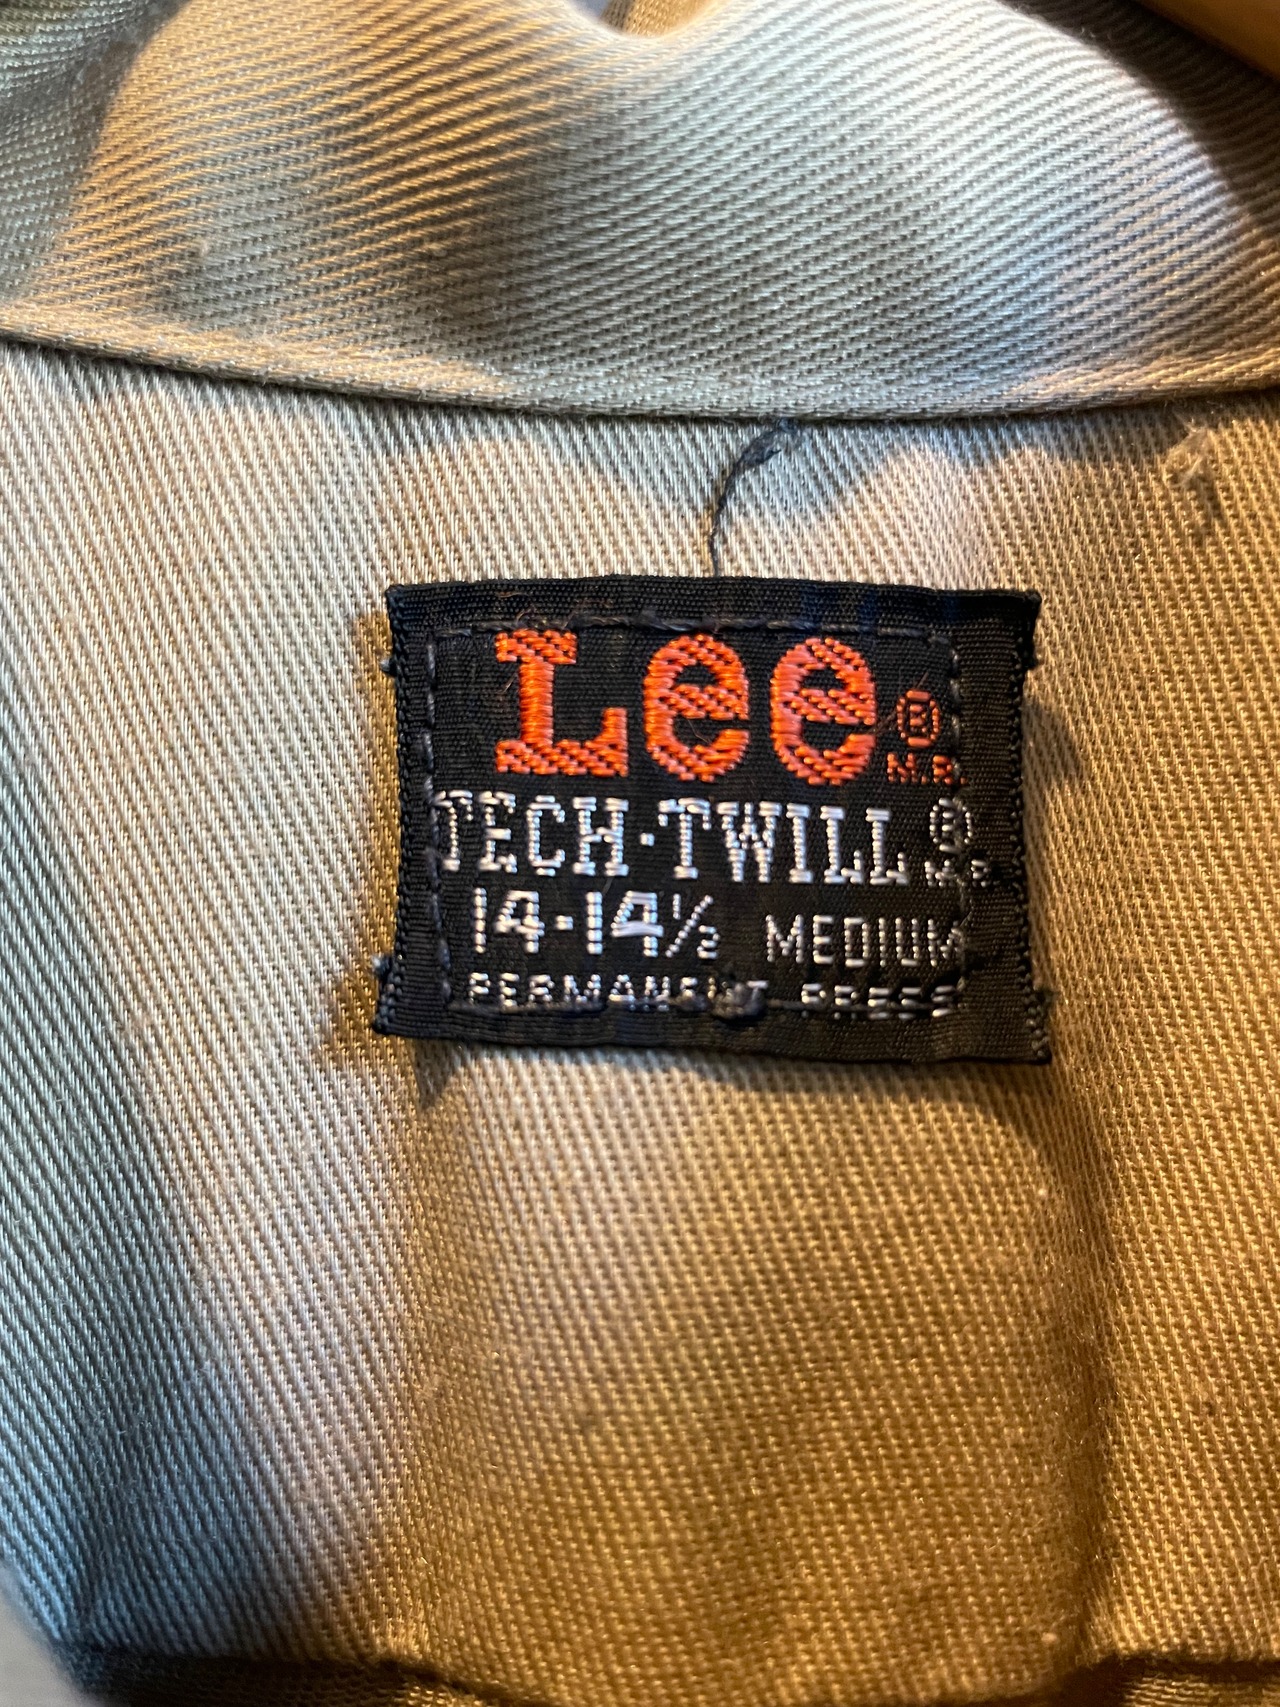 Lee ®
M.R.
TECH·TWILL ®
M.R.
14-14½ MEDIUM
PERMANENT PRESS